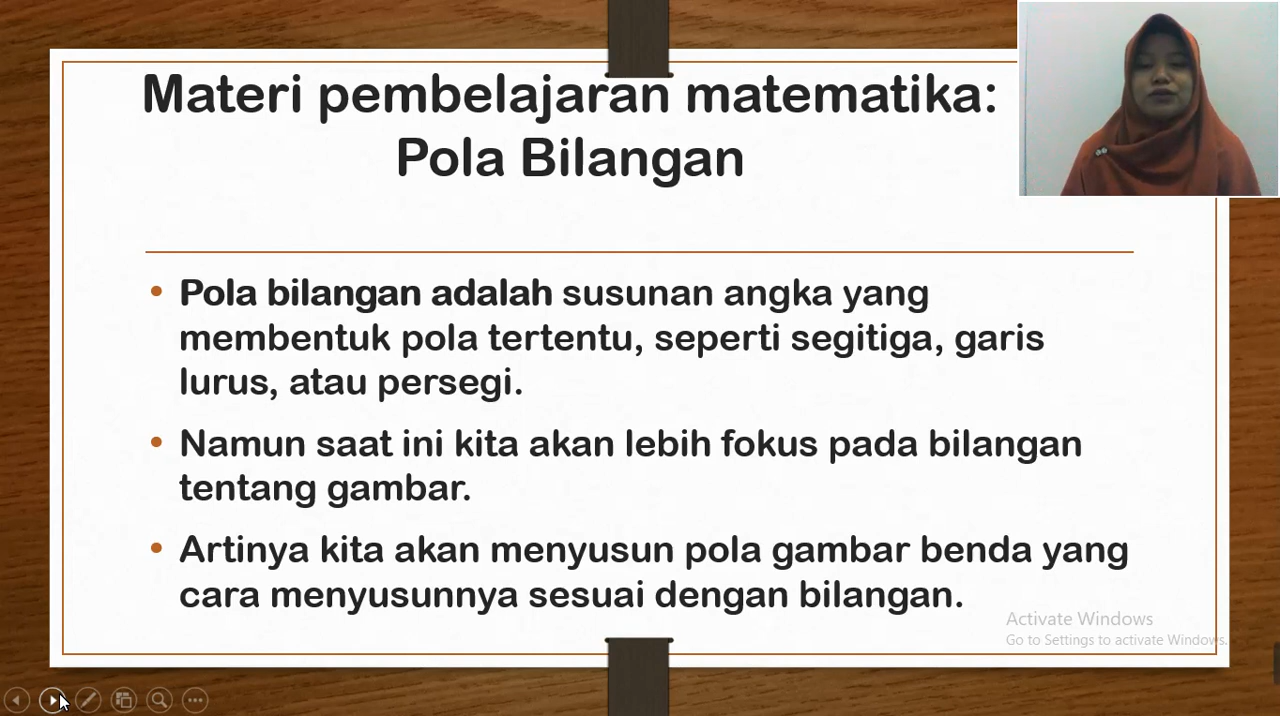 Materi pembelajaran matematika:
Pola Bilangan
• Pola bilangan adalah susunan angka yang
membentuk pola tertentu, seperti segitiga, garis
lurus, atau persegi.
• Namun saat ini kita akan lebih fokus pada bilangan
tentang gambar.
• Artinya kita akan menyusun pola gambar benda yang
cara menyusunnya sesuai dengan bilangan.
Activate Windows
Go to Settings to activate Windows.